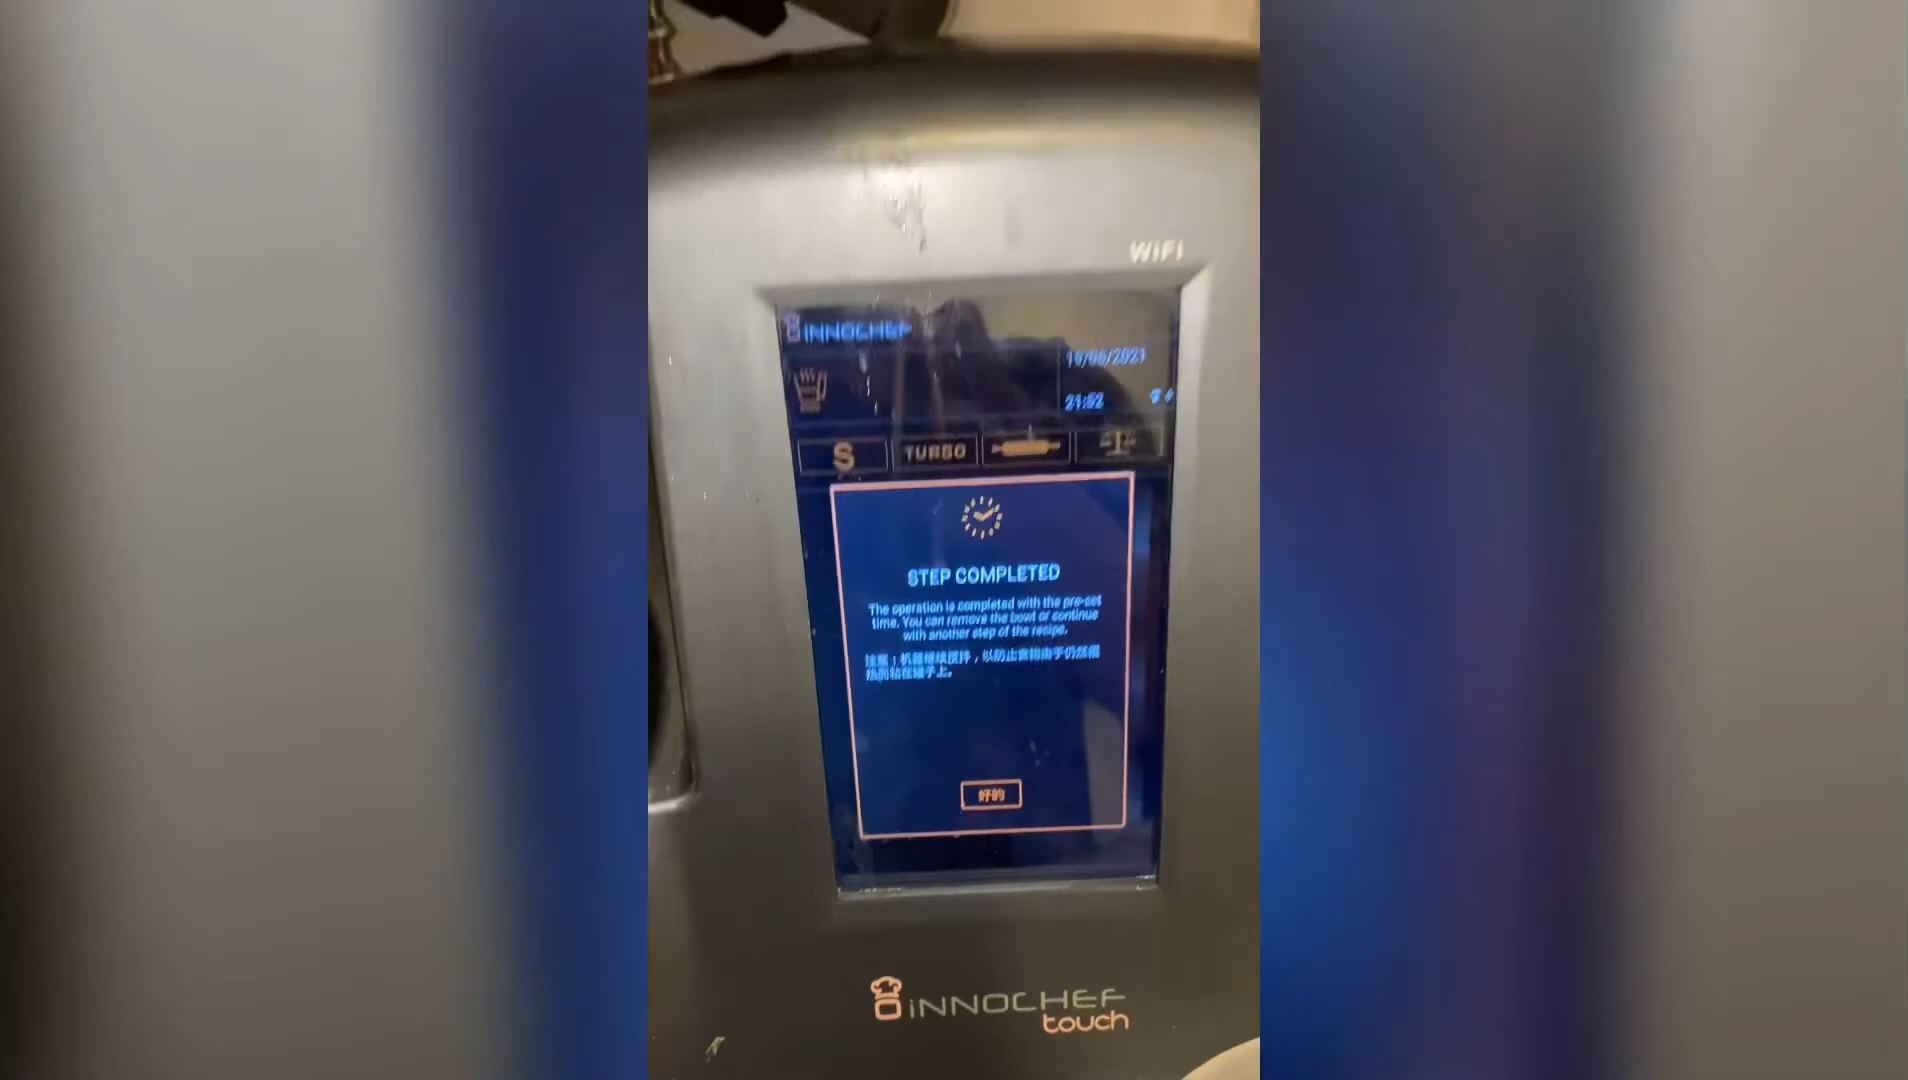 WIFI
INNOCHEF
21:52
S
TURBO
STEP COMPLETED
The operation is completed with the pre-set
time. You can remove the bowl or continue
with another step of the recipe.
注意：机器继续搅拌，以防止食物由于仍然很
热而粘在罐子上。
好的
iNNOCHEF
touch